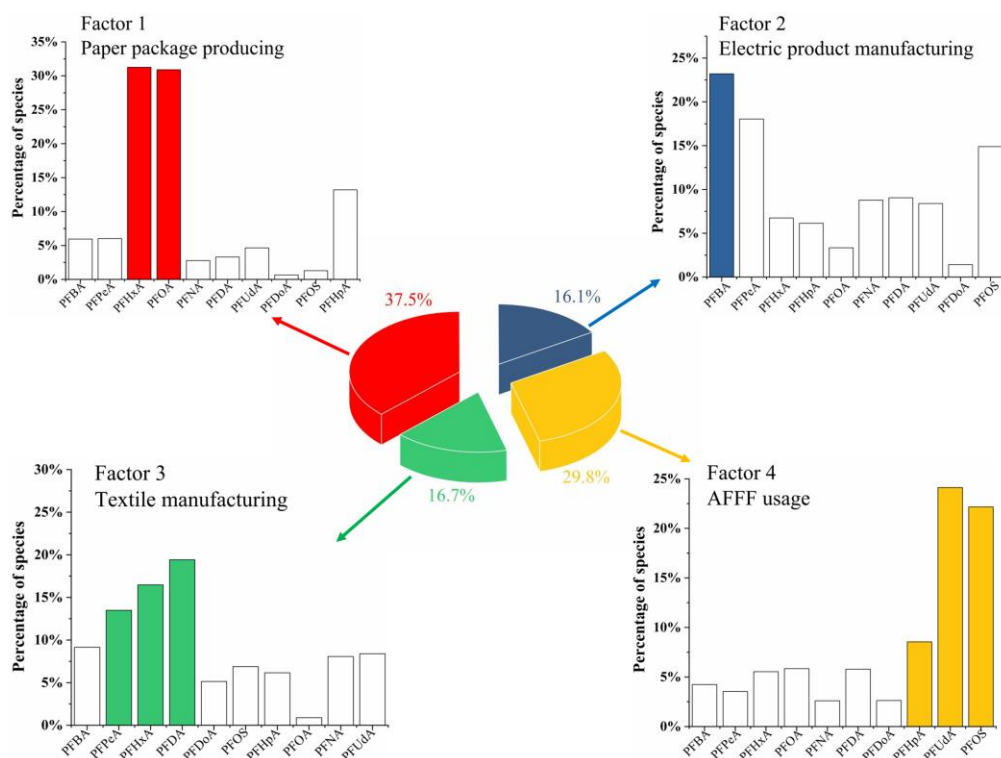 Factor 1
Paper package producing
Percentage of species
35%
30%
25%
20%
15%
10%
5%
0%
PFBA
PFPeA
PFHxA
PFOA
PFNA
PFDA
PFUdA
PFDoA
PFOS
PFHpA
Factor 2
Electric product manufacturing
Percentage of species
25%
20%
15%
10%
5%
0%
PFBA
PFPeA
PFHxA
PFHpA
PFOA
PFNA
PFDA
PFUdA
PFDoA
PFOS
37.5%
16.1%
16.7%
29.8%
Factor 3
Textile manufacturing
Percentage of species
30%
25%
20%
15%
10%
5%
0%
PFBA
PFPeA
PFHxA
PFDA
PFDoA
PFOS
PFHpA
PFOA
PFNA
PFUdA
Factor 4
AFFF usage
Percentage of species
25%
20%
15%
10%
5%
0%
PFBA
PFPeA
PFHxA
PFOA
PFNA
PFDA
PFDoA
PFHpA
PFUdA
PFOS